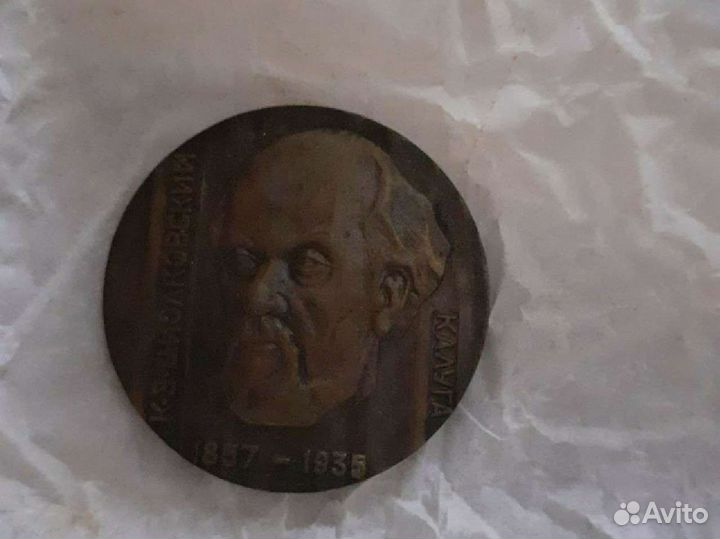 К.Э.ЦИОЛКОВСКИЙ
КАЛУГА
1857 - 1935
Avito